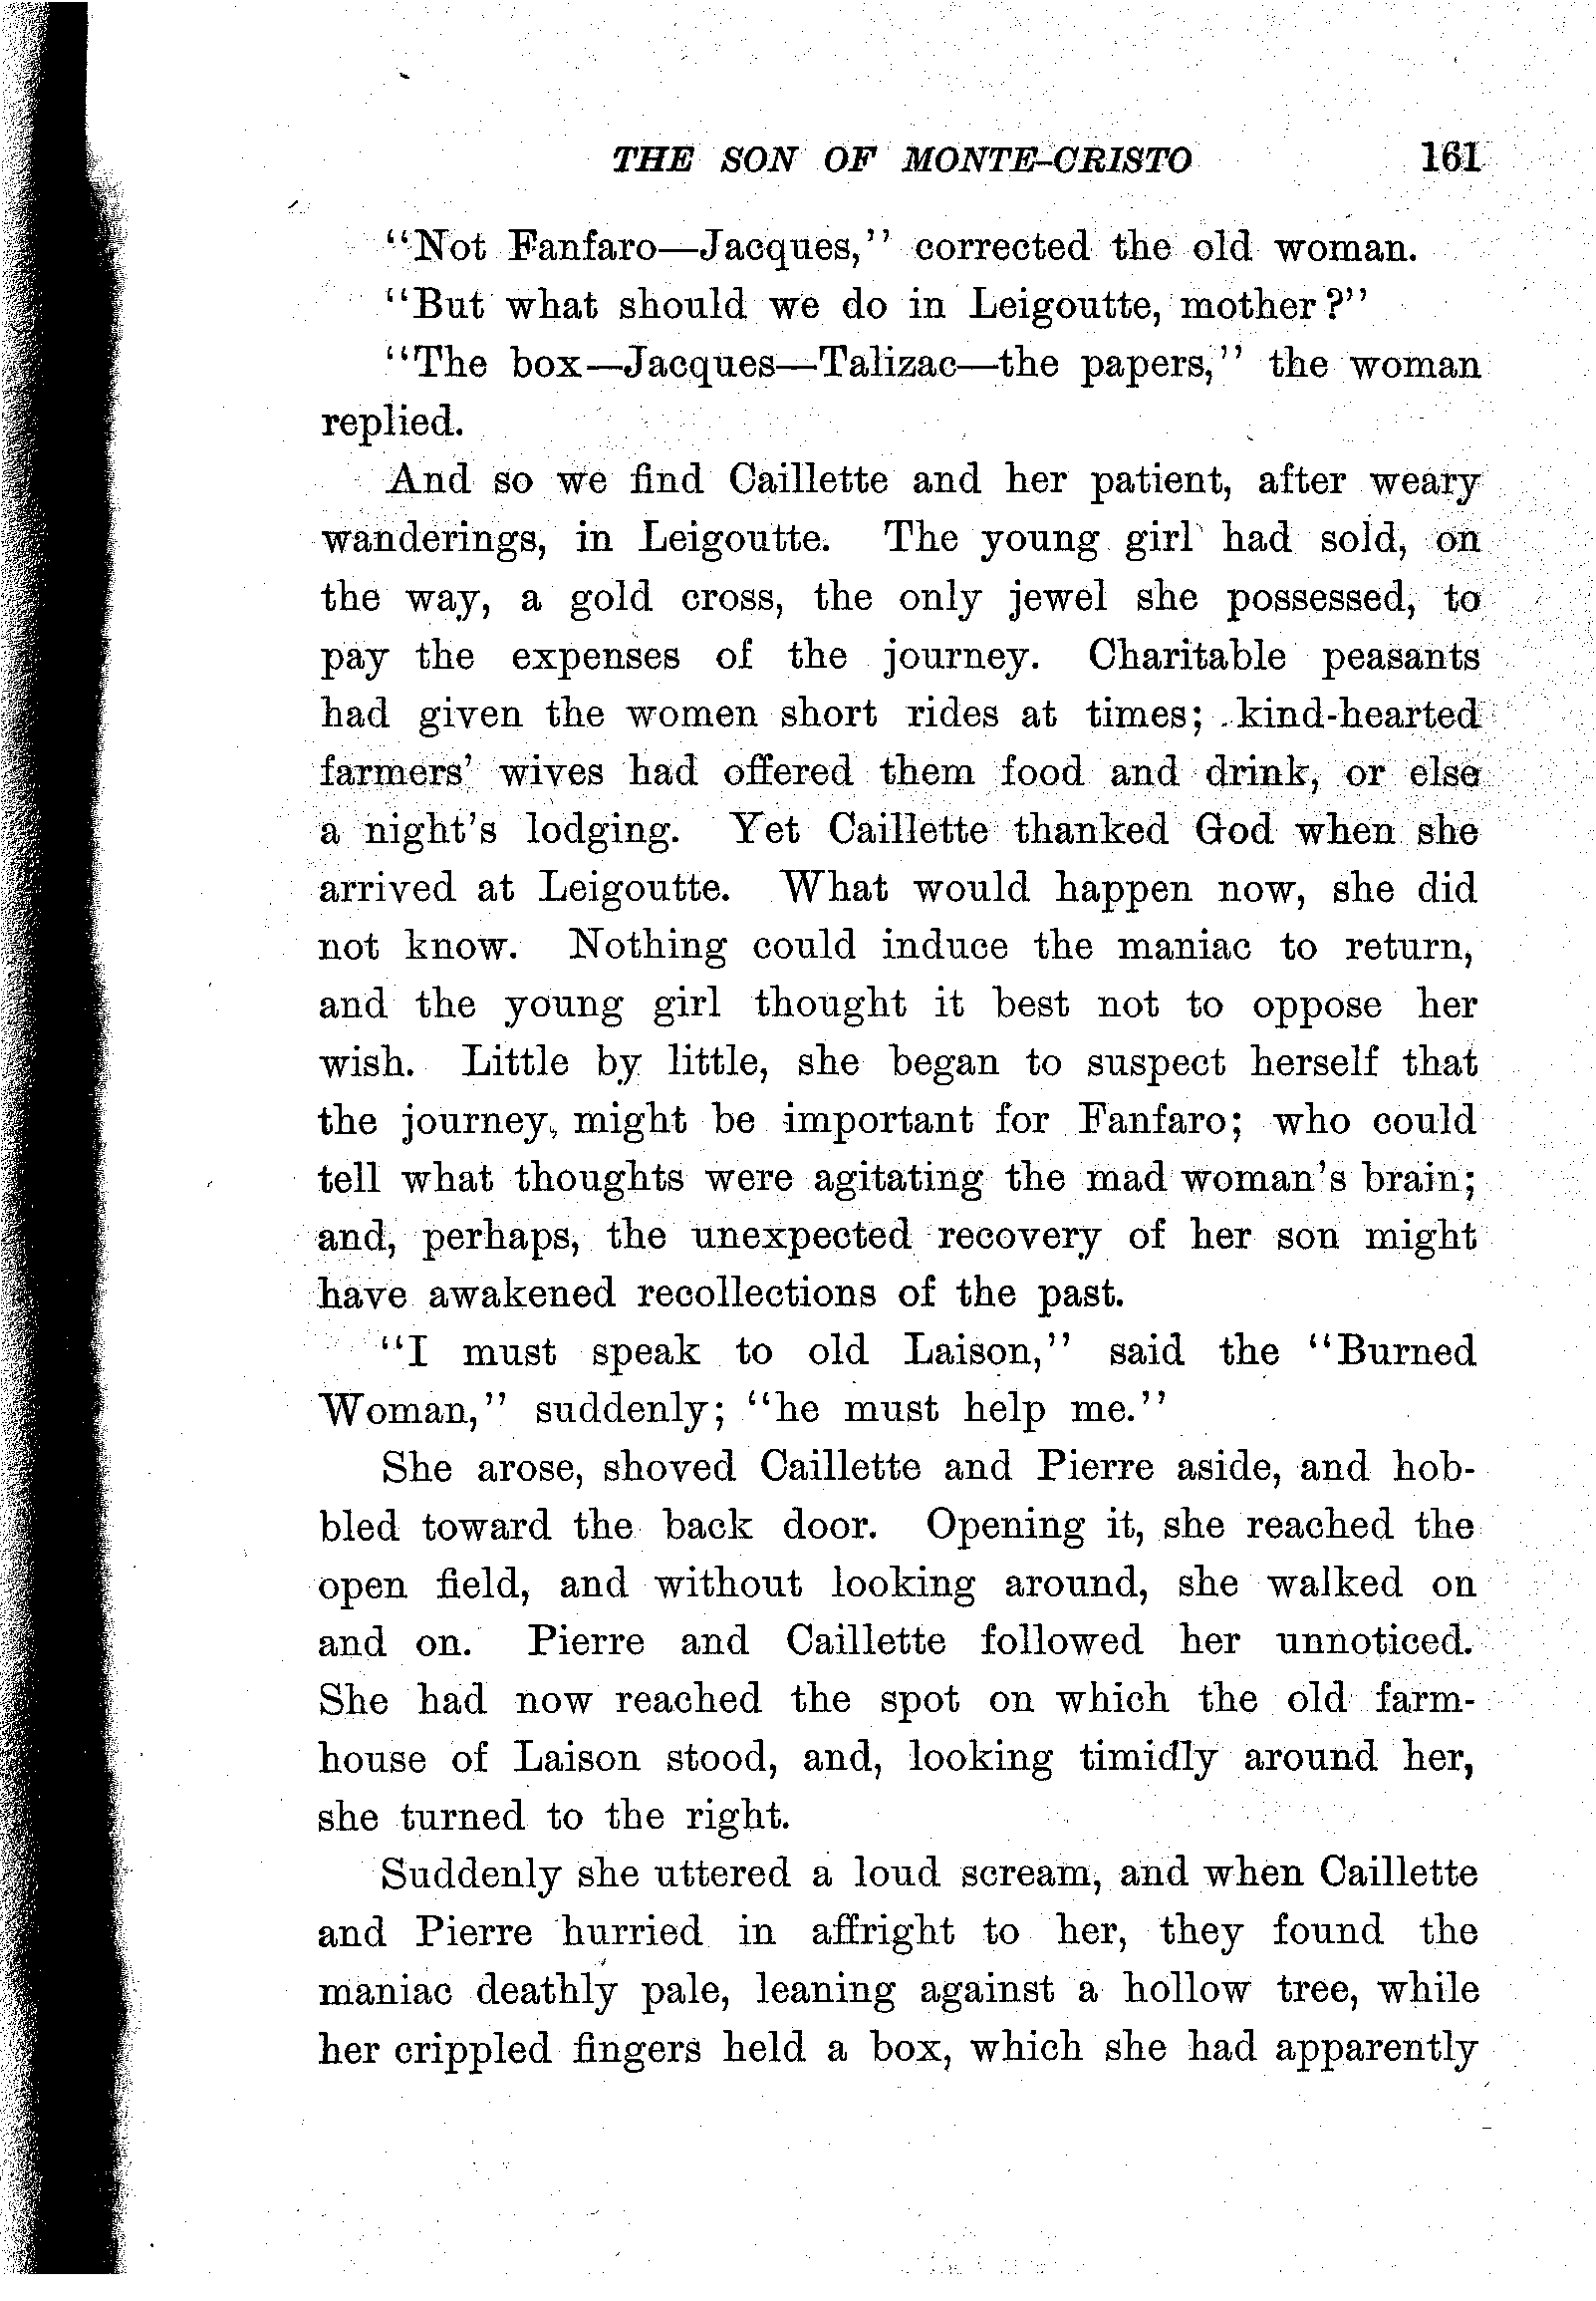 THE SON OF MONTE-CRISTO 161
"Not Fanfaro—Jacques," corrected the old woman.
"But what should we do in Leigoutte, mother?"
"The box—Jacques—Talizac—the papers," the woman
replied.
And so we find Caillette and her patient, after weary
wanderings, in Leigoutte. The young girl had sold, on
the way, a gold cross, the only jewel she possessed, to
pay the expenses of the journey. Charitable peasants
had given the women short rides at times; kind-hearted
farmers' wives had offered them food and drink, or else
a night's lodging. Yet Caillette thanked God when she
arrived at Leigoutte. What would happen now, she did
not know. Nothing could induce the maniac to return,
and the young girl thought it best not to oppose her
wish. Little by little, she began to suspect herself that
the journey, might be important for Fanfaro; who could
tell what thoughts were agitating the mad woman's brain;
and, perhaps, the unexpected recovery of her son might
have awakened recollections of the past.
"I must speak to old Laison," said the "Burned
Woman," suddenly; "he must help me."
She arose, shoved Caillette and Pierre aside, and hob-
bled toward the back door. Opening it, she reached the
open field, and without looking around, she walked on
and on. Pierre and Caillette followed her unnoticed.
She had now reached the spot on which the old farm-
house of Laison stood, and, looking timidly around her,
she turned to the right.
Suddenly she uttered a loud scream, and when Caillette
and Pierre hurried in affright to her, they found the
maniac deathly pale, leaning against a hollow tree, while
her crippled fingers held a box, which she had apparently